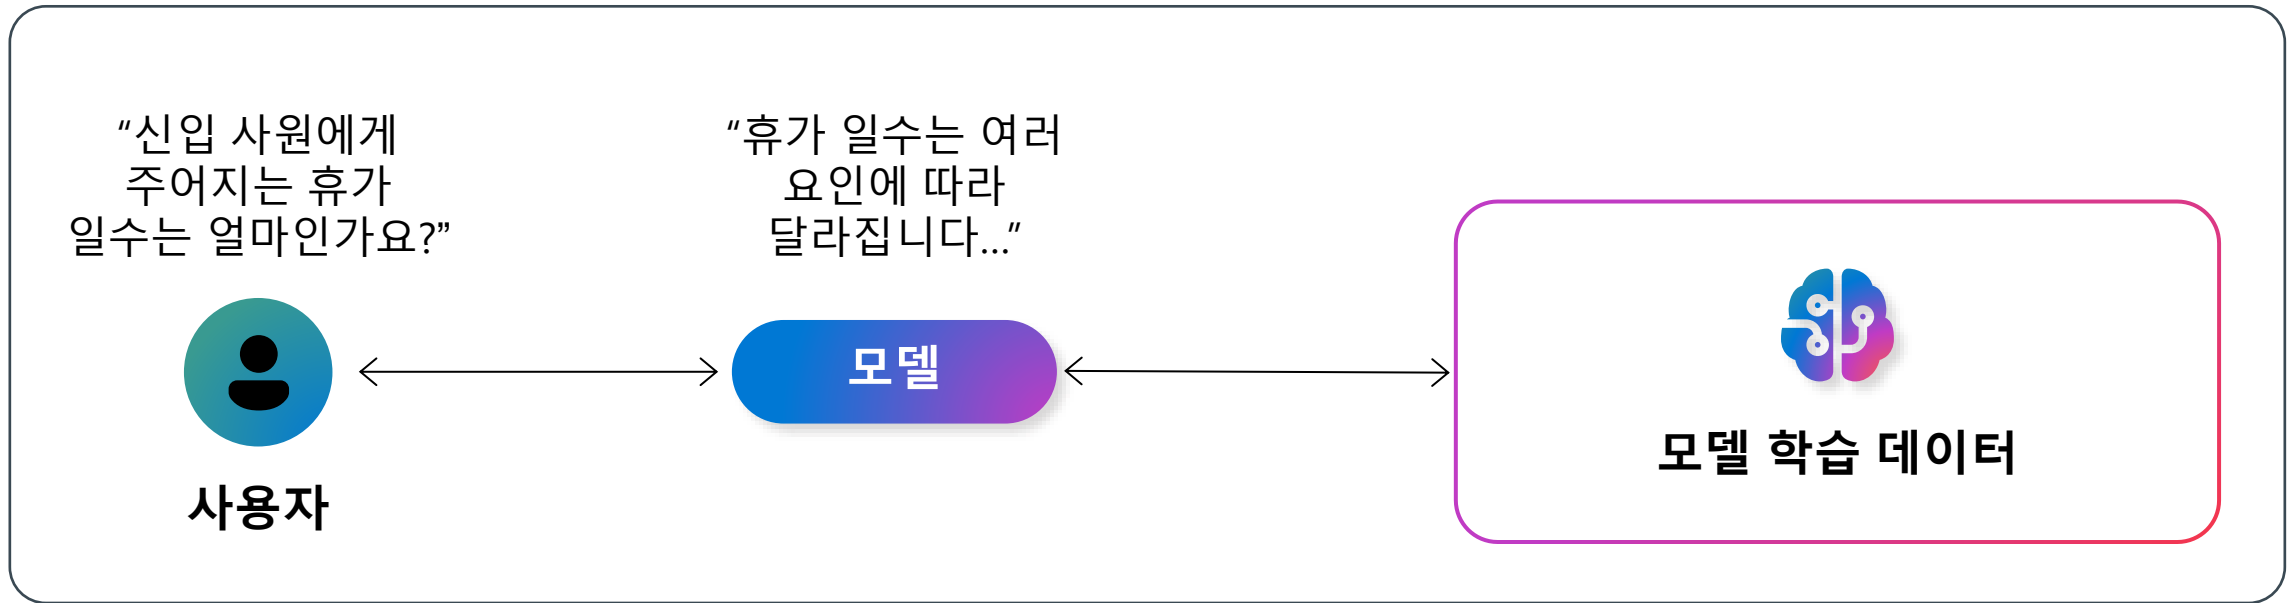 “신입 사원에게
주어지는 휴가
일수는 얼마인가요?”
“휴가 일수는 여러
요인에 따라
달라집니다...”
모델
모델 학습 데이터
사용자